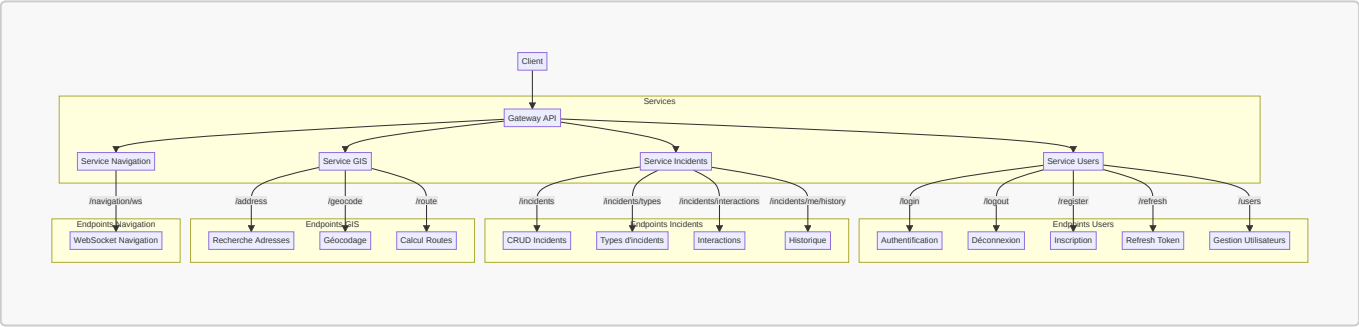 Client
Services
Gateway API
Service Navigation
Service GIS
Service Incidents
Service Users
/navigation/ws
/address
/geocode
/route
/incidents
/incidents/types
/incidents/interactions
/incidents/me/history
/login
/logout
/register
/refresh
/users
Endpoints Navigation
Endpoints GIS
Endpoints Incidents
Endpoints Users
WebSocket Navigation
Recherche Adresses
Géocodage
Calcul Routes
CRUD Incidents
Types d'incidents
Interactions
Historique
Authentification
Déconnexion
Inscription
Refresh Token
Gestion Utilisateurs